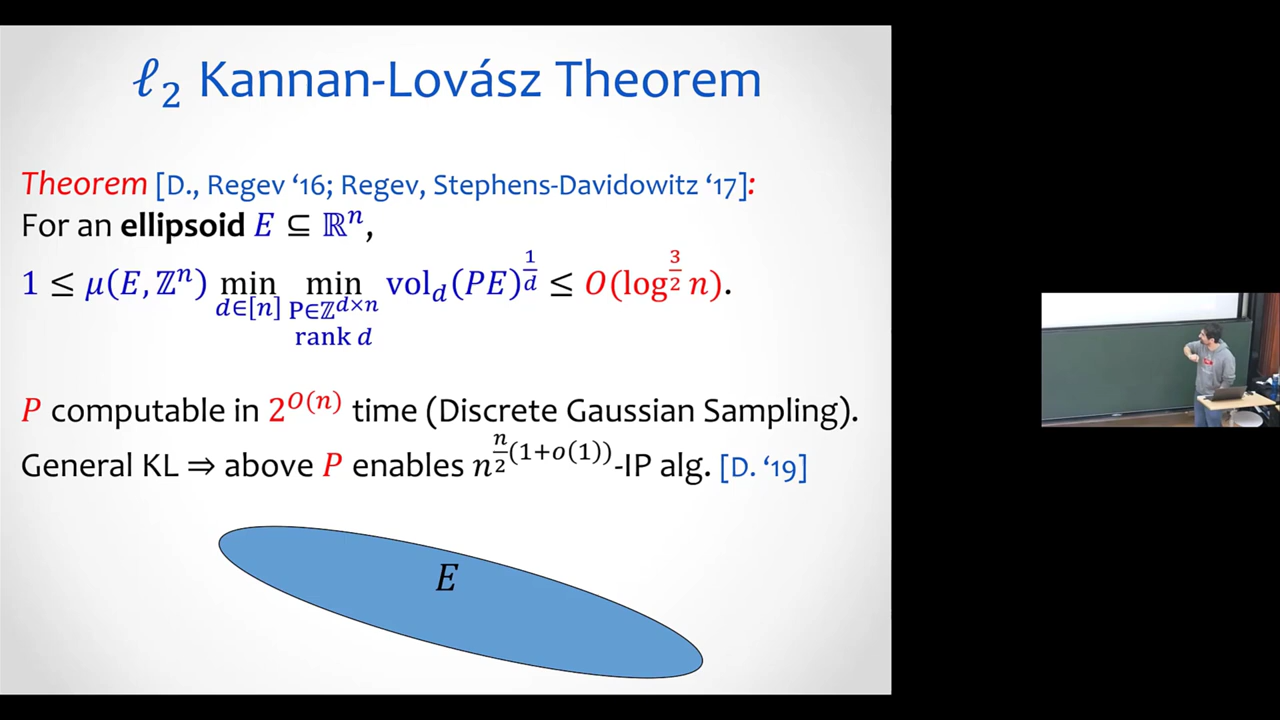 ℓ₂ Kannan-Lovász Theorem
Theorem [D., Regev ‘16; Regev, Stephens-Davidowitz ‘17]:
For an ellipsoid E ⊆ ℝⁿ,
1 ≤ μ(E, ℤⁿ) min_{d∈[n]} min_{P∈ℤ^{d×n} rank d} vol_d(PE)^{1/d} ≤ O(log^{3/2} n).
P computable in 2^{O(n)} time (Discrete Gaussian Sampling).
General KL ⇒ above P enables n^{n/2(1+o(1))}-IP alg. [D. ‘19]
E